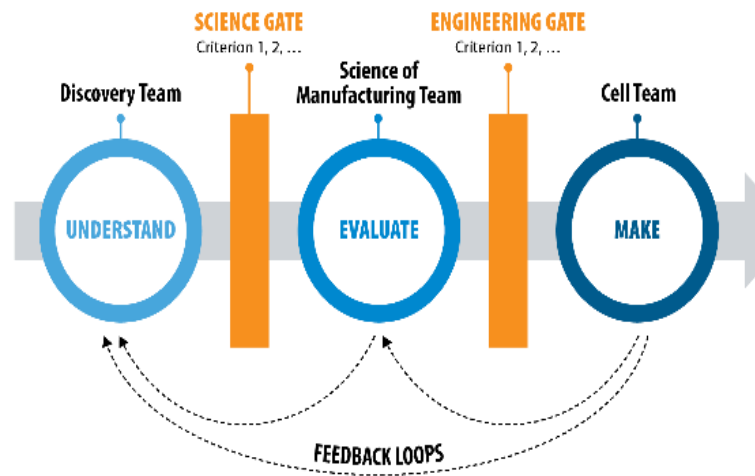 SCIENCE GATE
Criterion 1, 2, ...
ENGINEERING GATE
Criterion 1, 2, ...
Discovery Team
Science of
Manufacturing Team
Cell Team
UNDERSTAND
EVALUATE
MAKE
FEEDBACK LOOPS